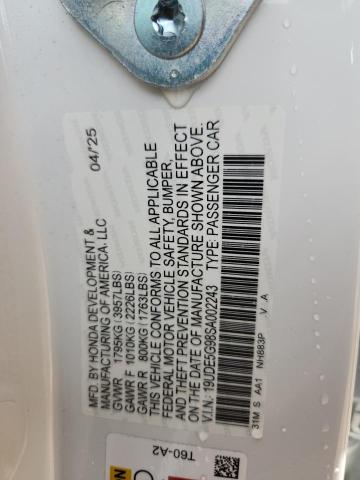 MFD. BY HONDA DEVELOPMENT &
MANUFACTURING OF AMERICA. LLC
04/'25
GVWR 1795KG(3957LBS)
GAWR F 1010KG(2226LBS)
GAWR R 800KG(1763LBS)
THIS VEHICLE CONFORMS TO ALL APPLICABLE
FEDERAL MOTOR VEHICLE SAFETY, BUMPER,
AND THEFT PREVENTION STANDARDS IN EFFECT
ON THE DATE OF MANUFACTURE SHOWN ABOVE.
V.I.N: 19UDE5G98SA002243 TYPE: PASSENGER CAR
31M S AA1 NH883P V .A
T60-A2